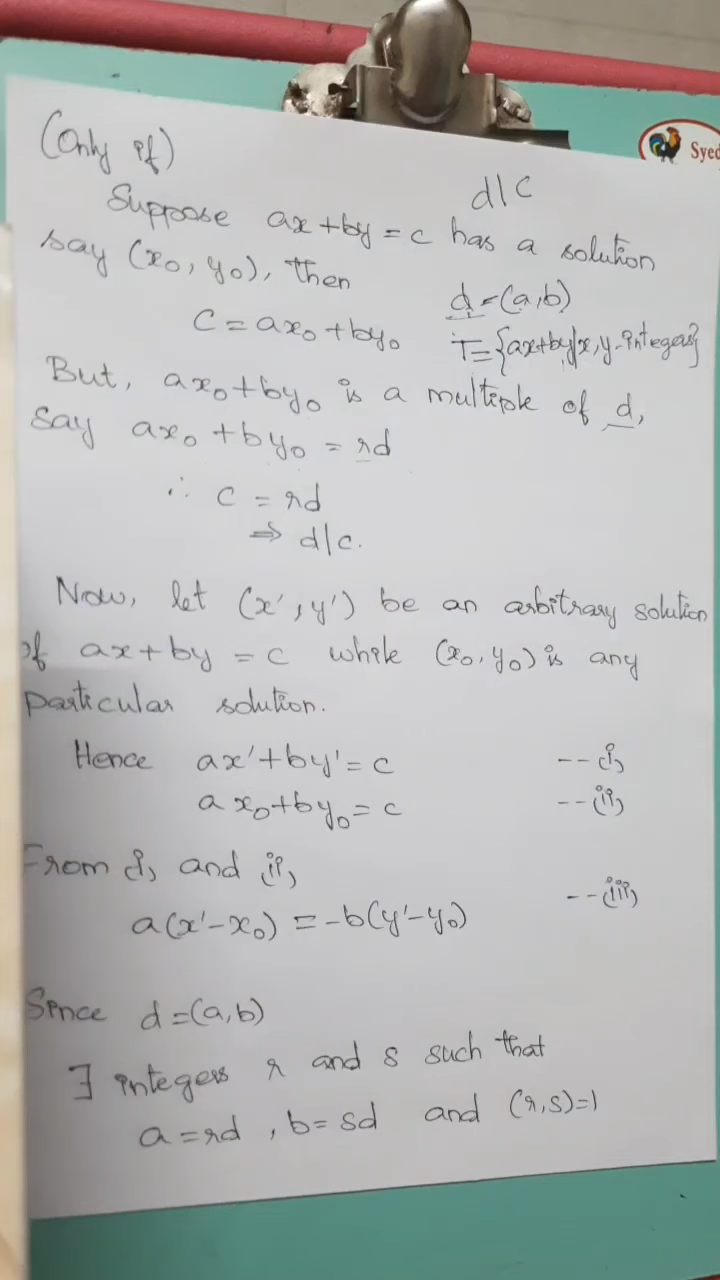 (Only if)
d|c
Suppose ax+by=c has a solution
say (x₀, y₀), then
d=(a,b)
c=ax₀+by₀
T={ax+by|x,y-integers}
But, ax₀+by₀ is a multiple of d,
say ax₀+by₀ = rd
∴ c = rd
⇒ d|c.
Now, let (x', y') be an arbitrary solution
of ax+by = c while (x₀, y₀) is any
particular solution.
Hence ax'+by'=c --(i)
ax₀+by₀=c --(ii)
From (i) and (ii)
a(x'-x₀) = -b(y'-y₀) --(iii)
Since d=(a,b)
∃ integers r and s such that
a=rd, b=sd and (r,s)=1
Syed